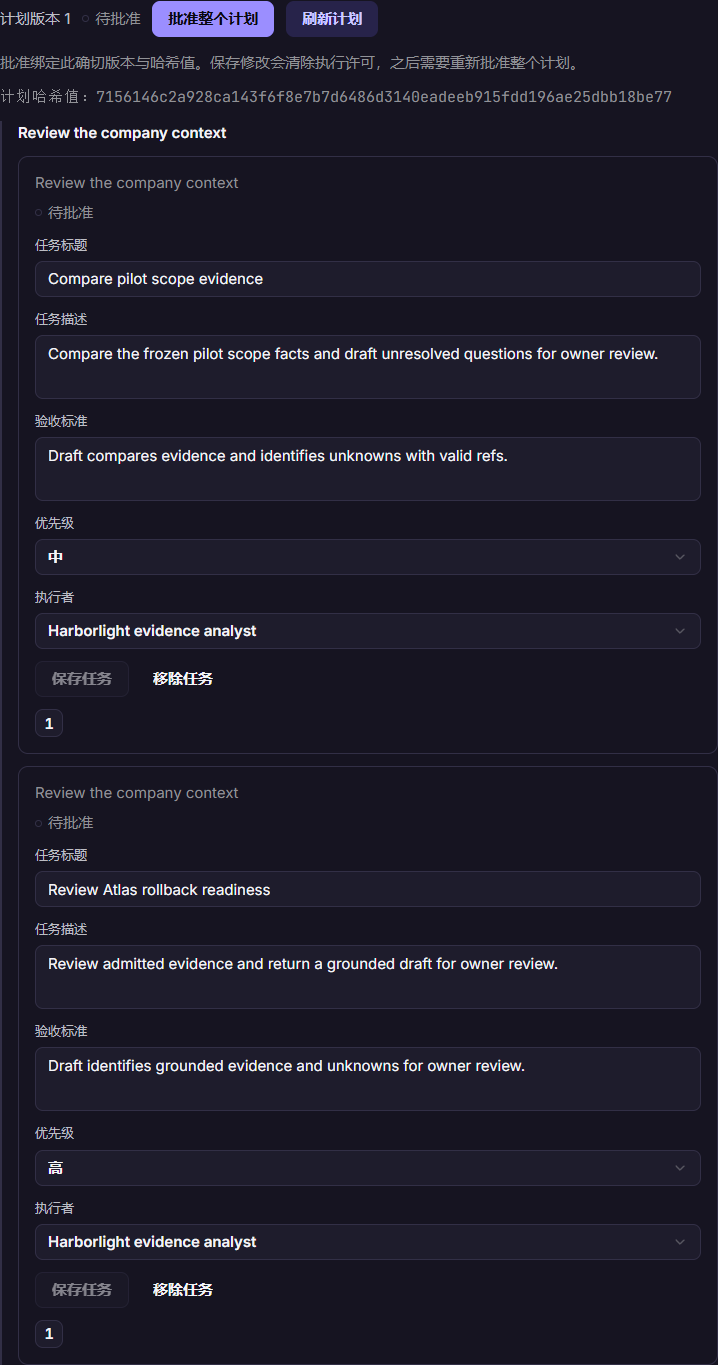 计划版本 1 待批准 批准整个计划 刷新计划
批准绑定此确切版本与哈希值。保存修改会清除执行许可，之后需要重新批准整个计划。
计划哈希值：7156146c2a928ca143f6f8e7b7d6486d3140eadeeb915fdd196ae25dbb18be77
Review the company context
Review the company context
待批准
任务标题
Compare pilot scope evidence
任务描述
Compare the frozen pilot scope facts and draft unresolved questions for owner review.
验收标准
Draft compares evidence and identifies unknowns with valid refs.
优先级
中
执行者
Harborlight evidence analyst
保存任务 移除任务
1
Review the company context
待批准
任务标题
Review Atlas rollback readiness
任务描述
Review admitted evidence and return a grounded draft for owner review.
验收标准
Draft identifies grounded evidence and unknowns for owner review.
优先级
高
执行者
Harborlight evidence analyst
保存任务 移除任务
1